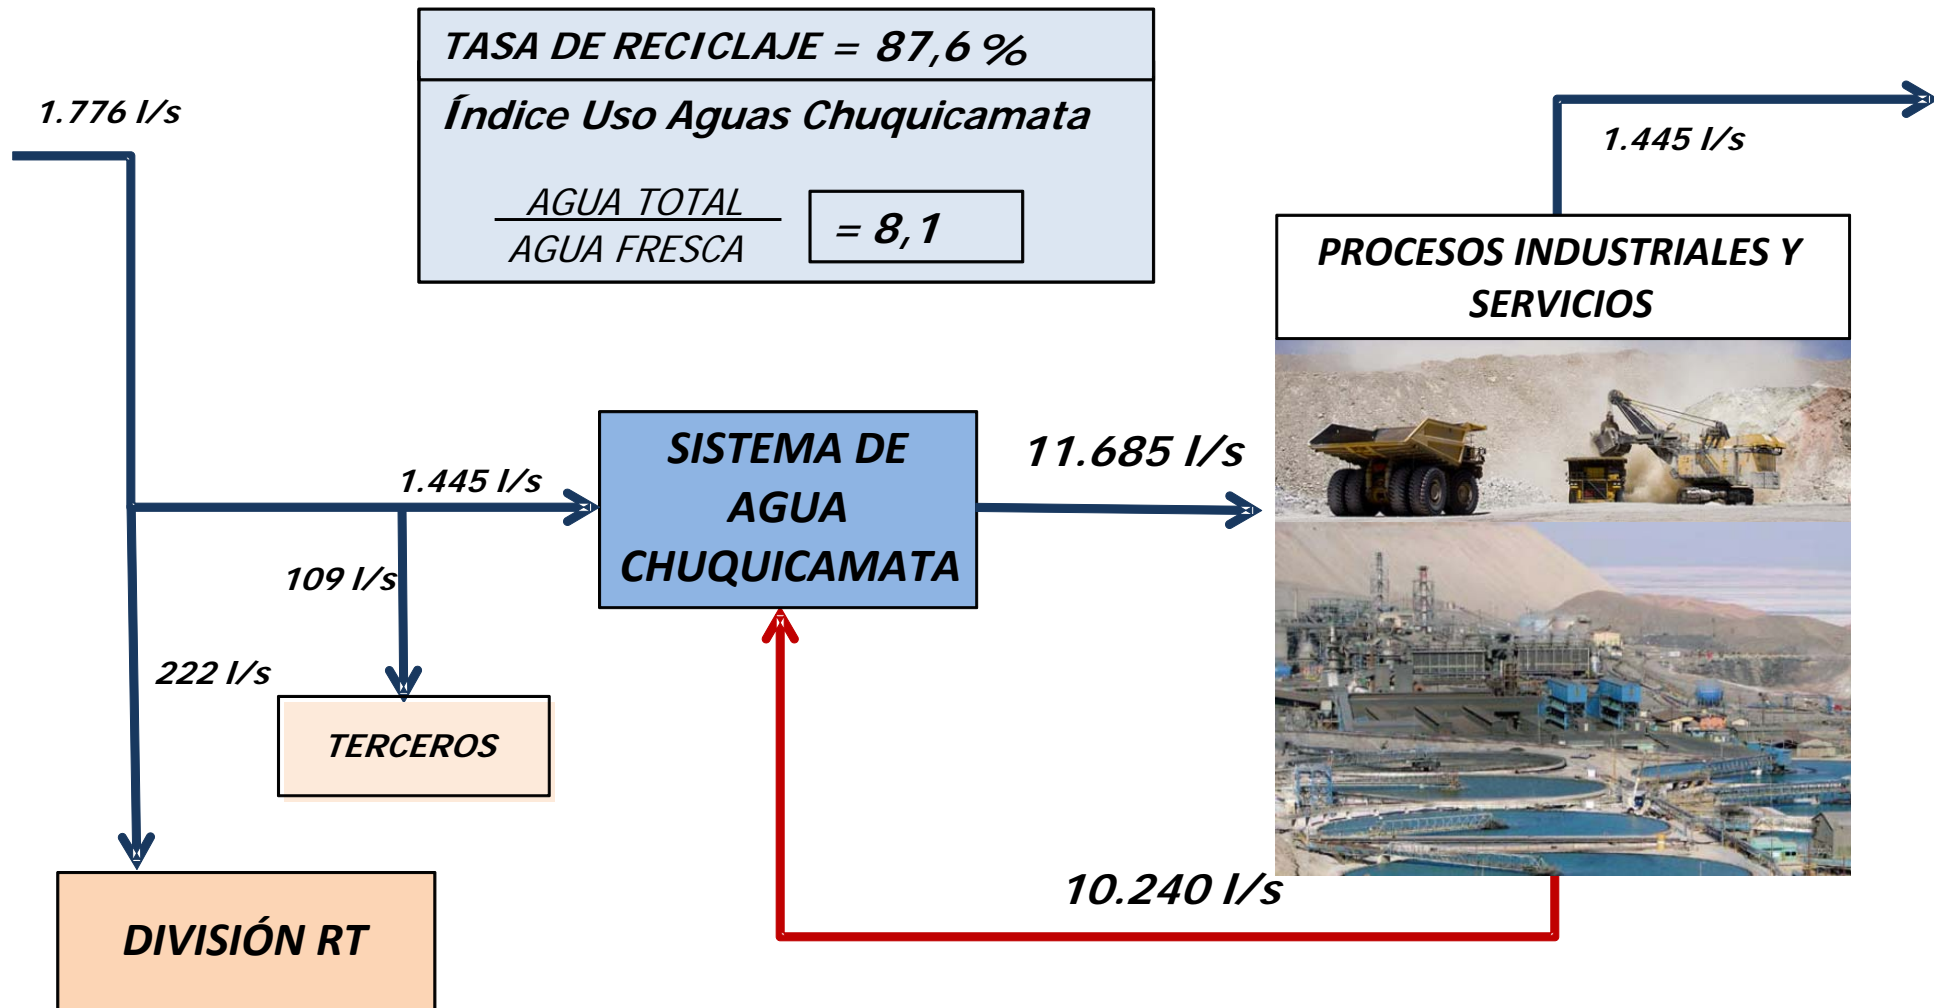 TASA DE RECICLAJE = 87,6 %
Índice Uso Aguas Chuquicamata
AGUA TOTAL
AGUA FRESCA
= 8,1
1.776 l/s
1.445 l/s
PROCESOS INDUSTRIALES Y
SERVICIOS
1.445 l/s
SISTEMA DE
AGUA
CHUQUICAMATA
11.685 l/s
109 l/s
222 l/s
TERCEROS
10.240 l/s
DIVISIÓN RT